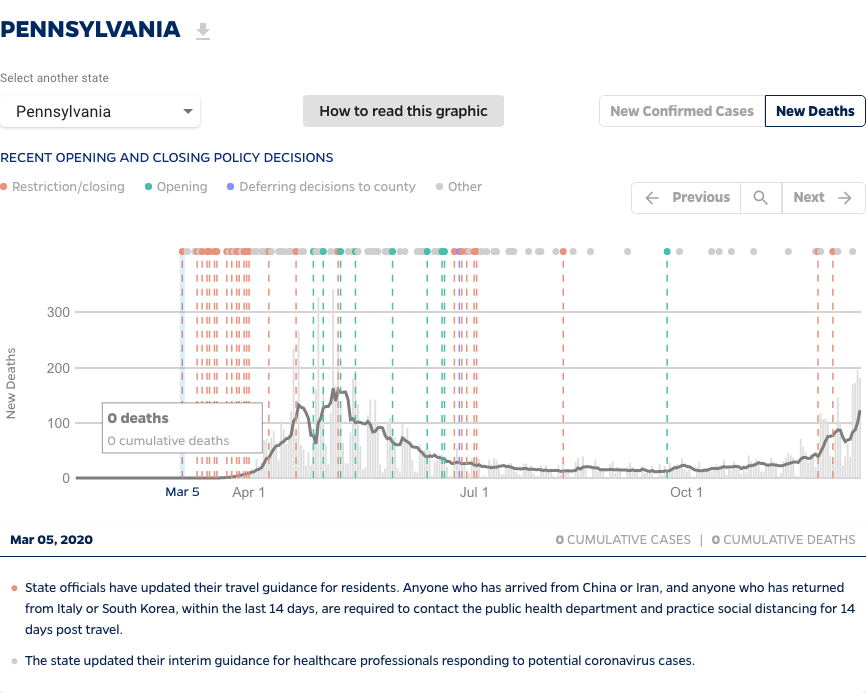 PENNSYLVANIA
Select another state
Pennsylvania
How to read this graphic
New Confirmed Cases
New Deaths
RECENT OPENING AND CLOSING POLICY DECISIONS
Restriction/closing
Opening
Deferring decisions to county
Other
Previous
Next
New Deaths
300
200
100
0
0 deaths
0 cumulative deaths
Mar 5
Apr 1
Jul 1
Oct 1
Mar 05, 2020
0 CUMULATIVE CASES | 0 CUMULATIVE DEATHS
State officials have updated their travel guidance for residents. Anyone who has arrived from China or Iran, and anyone who has returned
from Italy or South Korea, within the last 14 days, are required to contact the public health department and practice social distancing for 14
days post travel.
The state updated their interim guidance for healthcare professionals responding to potential coronavirus cases.